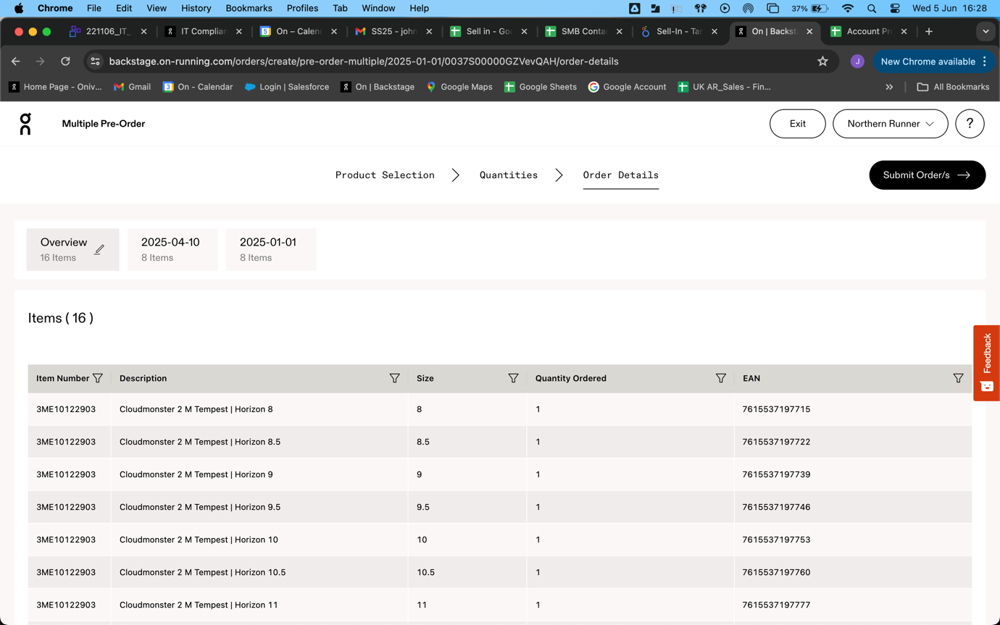 Chrome File Edit View History Bookmarks Profiles Tab Window Help 37% Wed 5 Jun 16:28
221106_IT_ IT Complian 5 On – Calen SS25 - john Sell in - Go SMB Conta Sell-In - Tar On | Backst Account Pr
backstage.on-running.com/orders/create/pre-order-multiple/2025-01-01/0037S00000GZVevQAH/order-details J New Chrome available
Home Page - Oniv... Gmail 3 On - Calendar Login | Salesforce On | Backstage Google Maps Google Sheets Google Account UK AR_Sales - Fin... All Bookmarks
on Multiple Pre-Order Exit Northern Runner ?
Product Selection Quantities Order Details Submit Order/s
Overview 2025-04-10 2025-01-01
16 Items 8 Items 8 Items
Items ( 16 )
Feedback
Item Number Description Size Quantity Ordered EAN
3ME10122903 Cloudmonster 2 M Tempest | Horizon 8 8 1 7615537197715
3ME10122903 Cloudmonster 2 M Tempest | Horizon 8.5 8.5 1 7615537197722
3ME10122903 Cloudmonster 2 M Tempest | Horizon 9 9 1 7615537197739
3ME10122903 Cloudmonster 2 M Tempest | Horizon 9.5 9.5 1 7615537197746
3ME10122903 Cloudmonster 2 M Tempest | Horizon 10 10 1 7615537197753
3ME10122903 Cloudmonster 2 M Tempest | Horizon 10.5 10.5 1 7615537197760
3ME10122903 Cloudmonster 2 M Tempest | Horizon 11 11 1 7615537197777